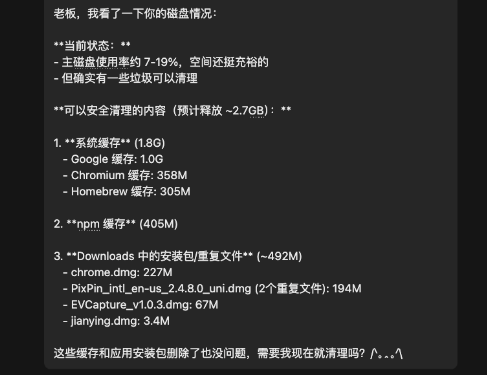 老板，我看了一下你的磁盘情况：
**当前状态：**
- 主磁盘使用率约 7-19%，空间还挺充裕的
- 但确实有一些垃圾可以清理
**可以安全清理的内容（预计释放 ~2.7GB）：**
1. **系统缓存** (1.8G)
- Google 缓存: 1.0G
- Chromium 缓存: 358M
- Homebrew 缓存: 305M
2. **npm 缓存** (405M)
3. **Downloads 中的安装包/重复文件** (~492M)
- chrome.dmg: 227M
- PixPin_intl_en-us_2.4.8.0_uni.dmg (2个重复文件): 194M
- EVCapture_v1.0.3.dmg: 67M
- jianying.dmg: 3.4M
这些缓存和应用安装包删除了也没问题，需要我现在就清理吗？/ᐠ｡ꞈ｡ᐟ\